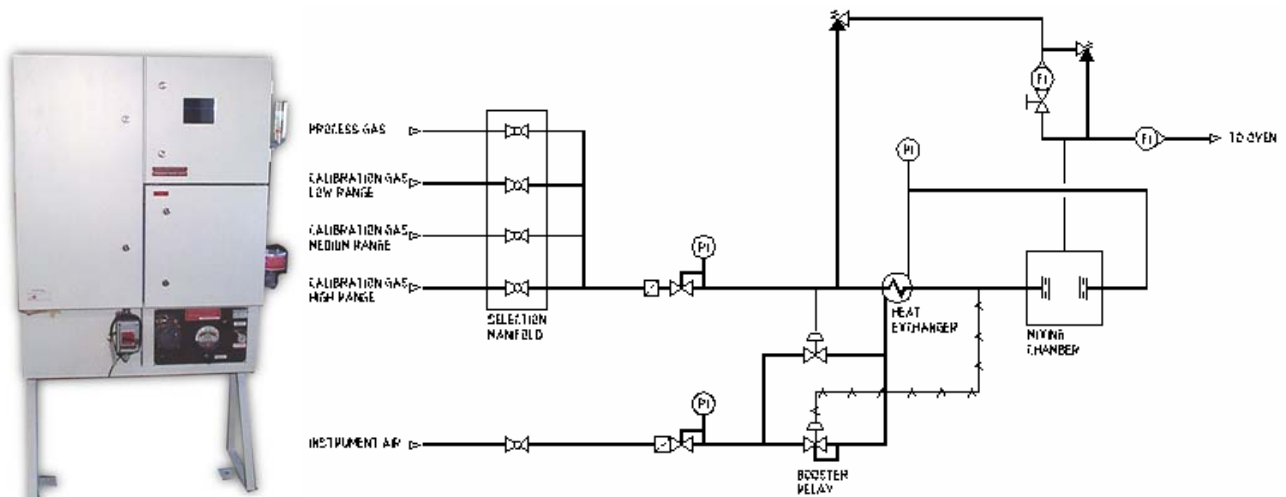 PROCESS GAS
CALIBRATION GAS
LOW RANGE
CALIBRATION GAS
MEDIUM RANGE
CALIBRATION GAS
HIGH RANGE
SELECTION
MANIFOLD
PI
HEAT
EXCHANGER
PI
FI
FI
TO OVEN
MIXING
CHAMBER
INSTRUMENT AIR
PI
BOOSTER
RELAY